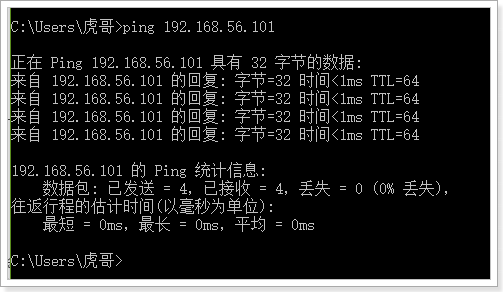 C:\Users\虎哥>ping 192.168.56.101
正在 Ping 192.168.56.101 具有 32 字节的数据:
来自 192.168.56.101 的回复: 字节=32 时间<1ms TTL=64
来自 192.168.56.101 的回复: 字节=32 时间<1ms TTL=64
来自 192.168.56.101 的回复: 字节=32 时间<1ms TTL=64
来自 192.168.56.101 的回复: 字节=32 时间<1ms TTL=64
192.168.56.101 的 Ping 统计信息:
数据包: 已发送 = 4，已接收 = 4，丢失 = 0 (0% 丢失)，
往返行程的估计时间(以毫秒为单位):
最短 = 0ms，最长 = 0ms，平均 = 0ms
C:\Users\虎哥>